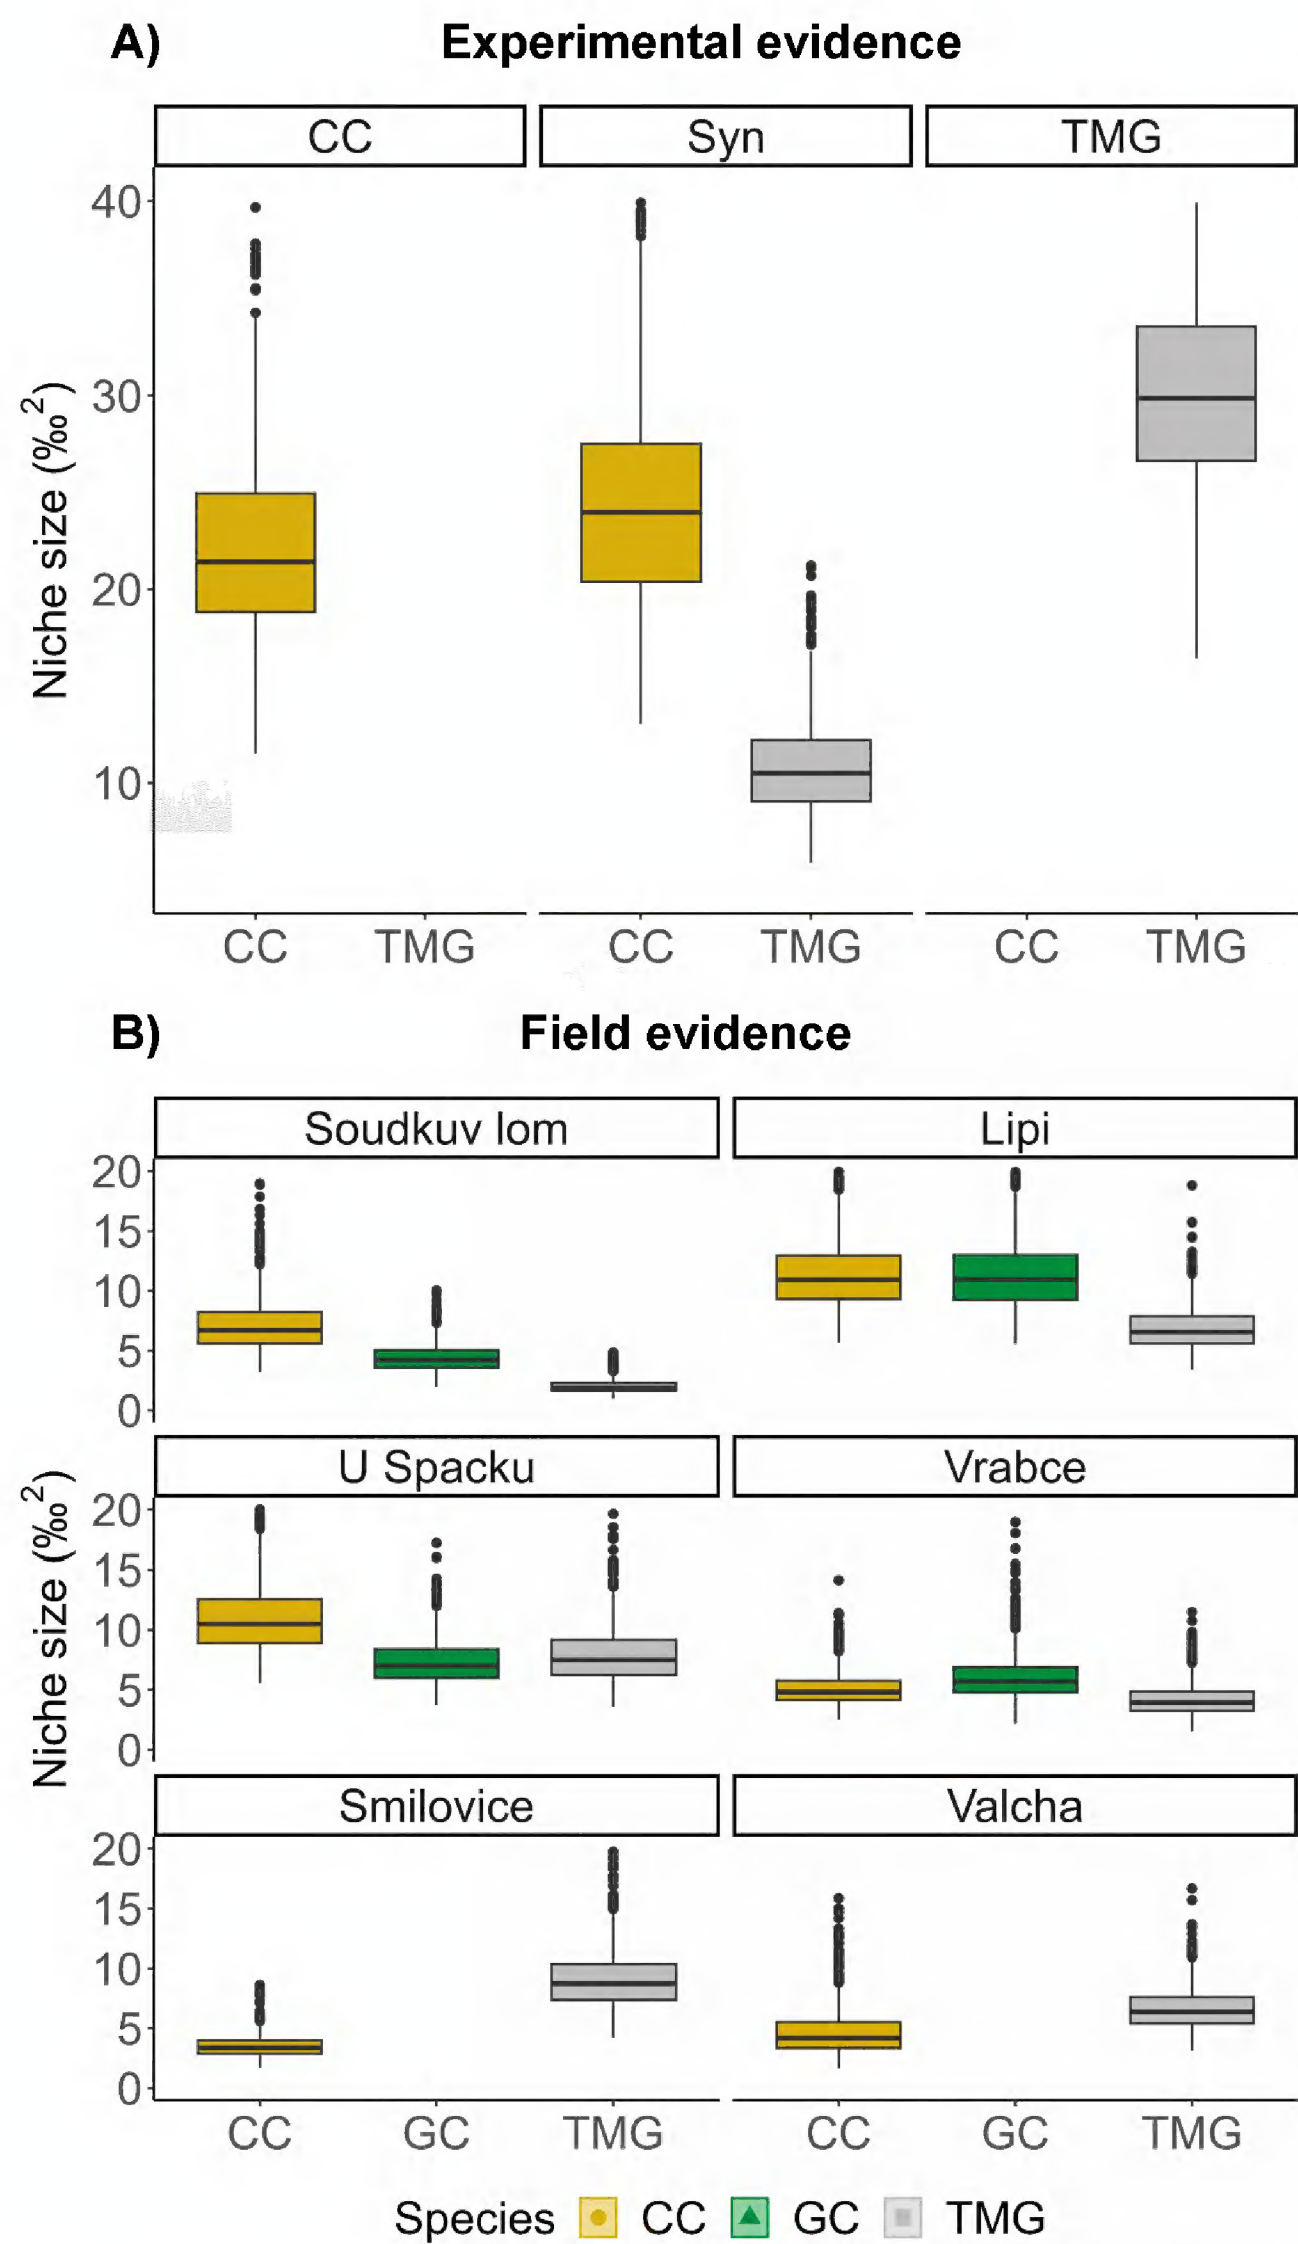 A) Experimental evidence
CC Syn TMG
40
30
20
10
Niche size (‰²)
CC TMG CC TMG CC TMG
B) Field evidence
Soudkuv lom Lipi
20
15
10
5
0
U Spacku Vrabce
20
15
10
5
0
Niche size (‰²)
Smilovice Valcha
20
15
10
5
0
CC GC TMG CC GC TMG
Species CC GC TMG